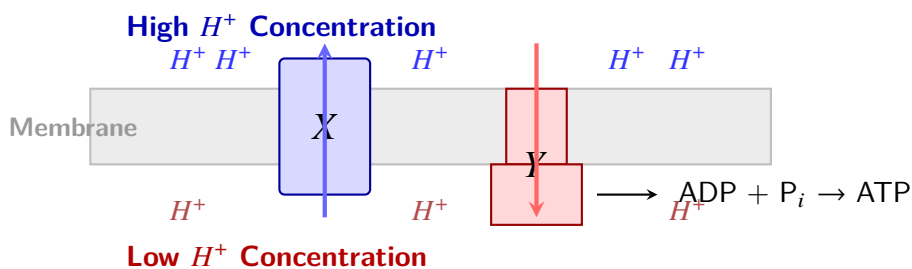 High H⁺ Concentration
H⁺ H⁺ H⁺ H⁺ H⁺
X
Membrane
Y
ADP + Pᵢ → ATP
H⁺ H⁺ H⁺
Low H⁺ Concentration